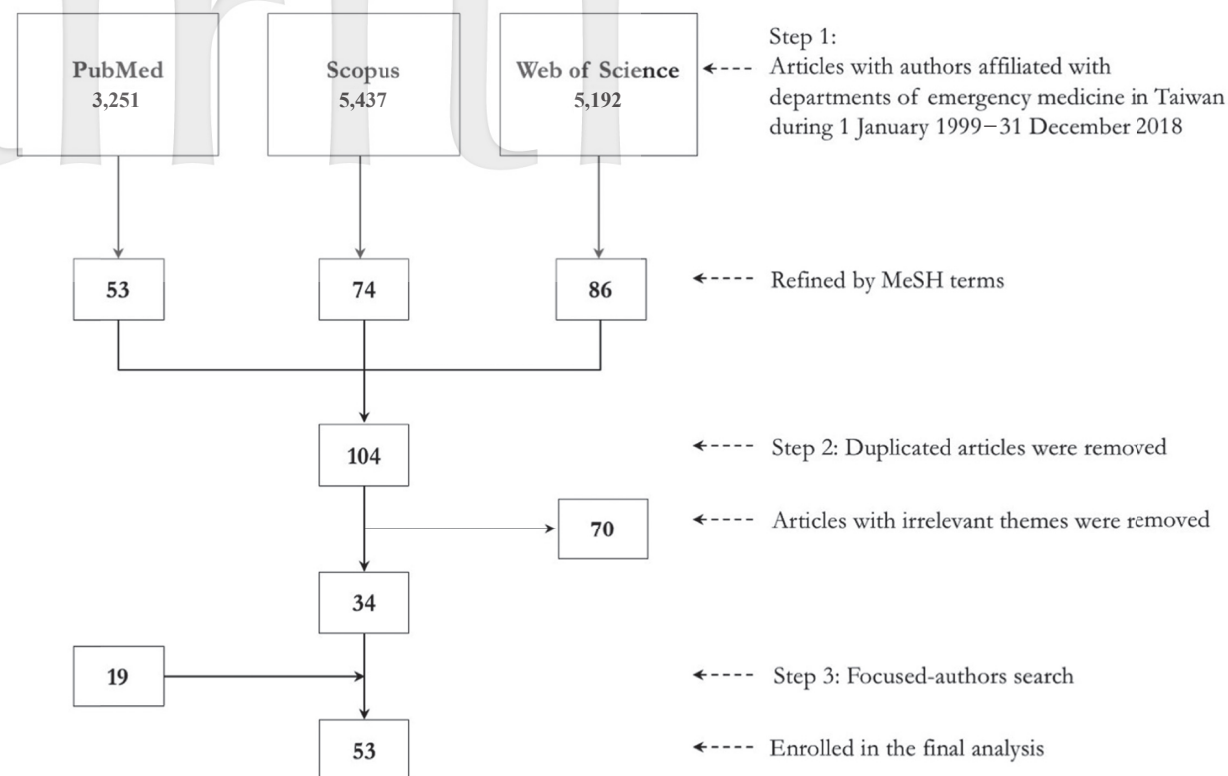 PubMed
3,251
Scopus
5,437
Web of Science
5,192
Step 1:
Articles with authors affiliated with
departments of emergency medicine in Taiwan
during 1 January 1999−31 December 2018
53
74
86
Refined by MeSH terms
104
Step 2: Duplicated articles were removed
70
Articles with irrelevant themes were removed
34
19
Step 3: Focused-authors search
53
Enrolled in the final analysis